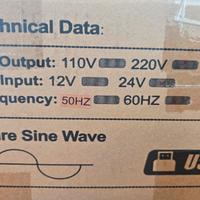 hnical Data:
Output: 110V 220V
Input: 12V 24V
quency: 50HZ 60HZ
re Sine Wave